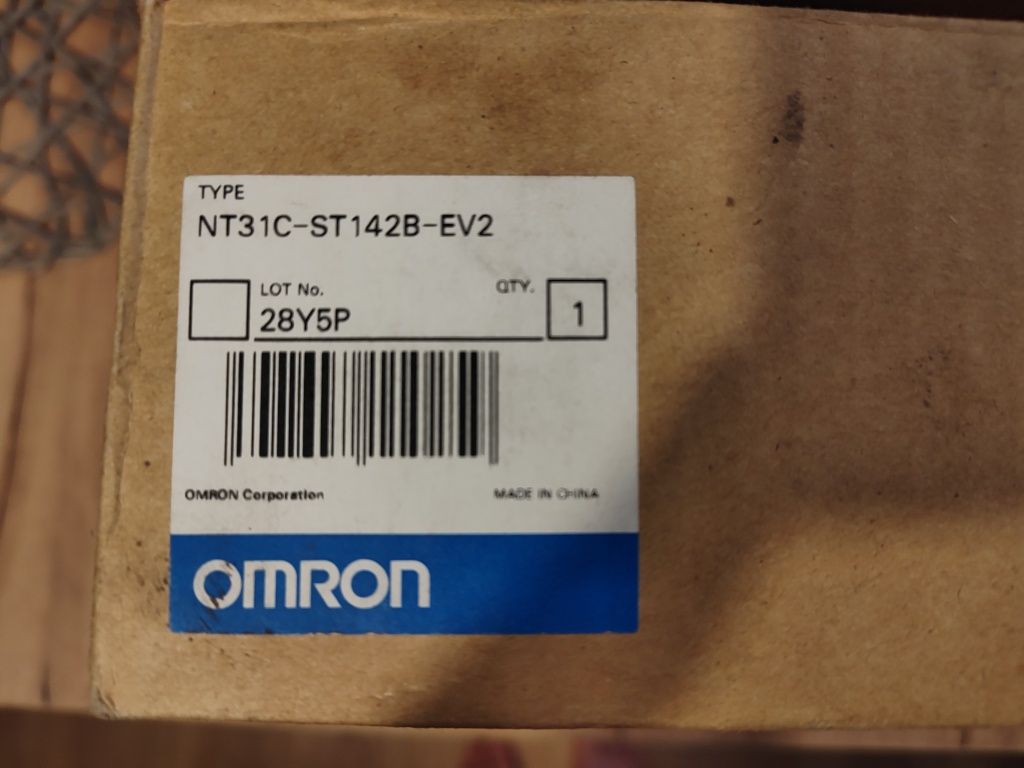 TYPE
NT31C-ST142B-EV2
LOT No.
QTY.
28Y5P
1
OMRON Corporation
MADE IN CHINA
OMRON